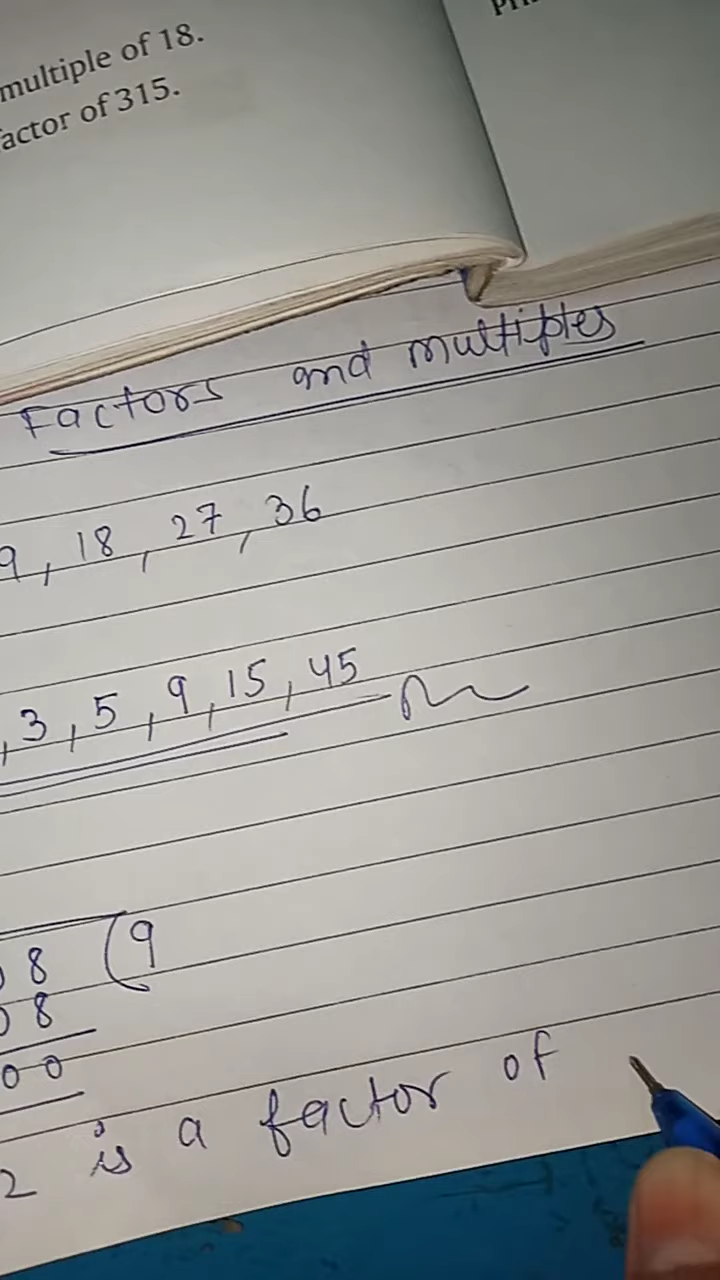 multiple of 18.
actor of 315.
Factors and multiples
9, 18, 27, 36
, 3, 5, 9, 15, 45
8 (9
8
00
2 is a factor of